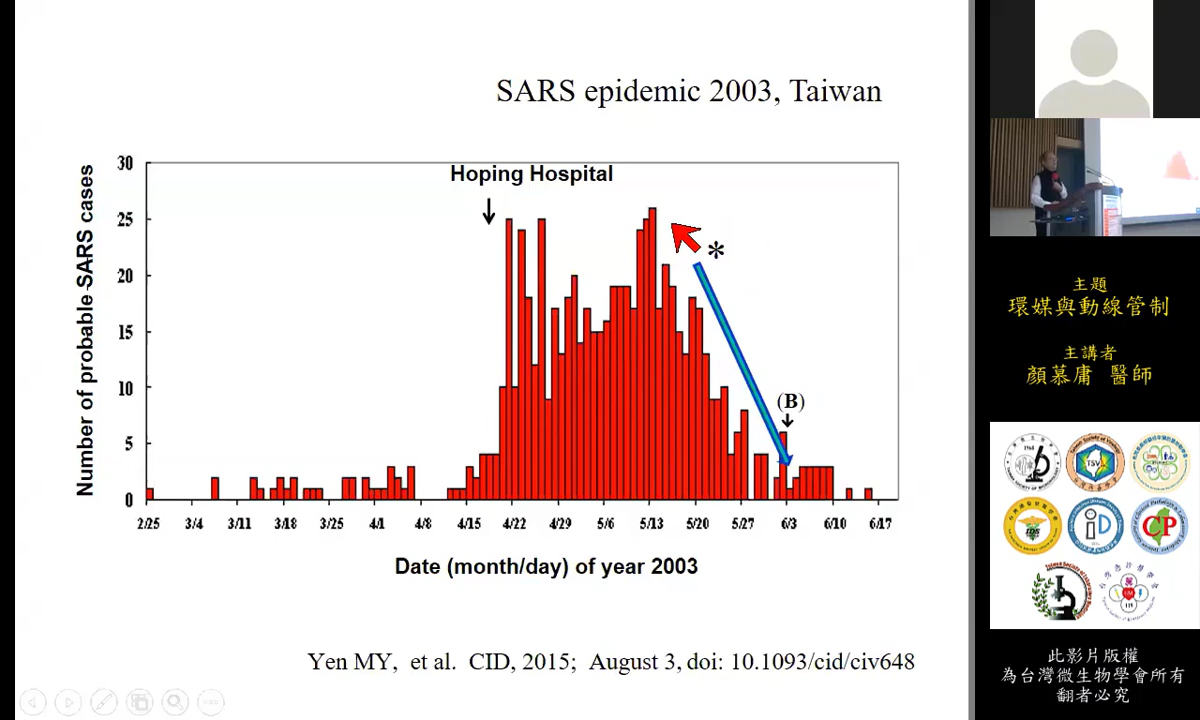 SARS epidemic 2003, Taiwan
Hoping Hospital
Number of probable SARS cases
30
25
20
15
10
5
0
*
(B)
2/25 3/4 3/11 3/18 3/25 4/1 4/8 4/15 4/22 4/29 5/6 5/13 5/20 5/27 6/3 6/10 6/17
Date (month/day) of year 2003
Yen MY, et al. CID, 2015; August 3, doi: 10.1093/cid/civ648
主題
環媒與動線管制
主講者
顏慕庸 醫師
TSV
IDS
iD
CP
此影片版權
為台灣微生物學會所有
翻者必究